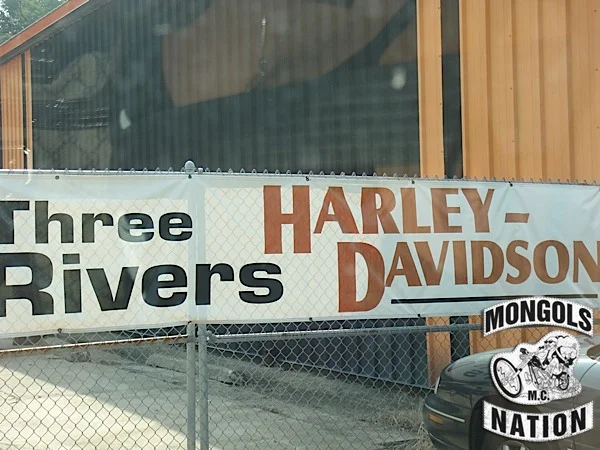 Three
Rivers
HARLEY-
DAVIDSON
MONGOLS
M.C.
NATION